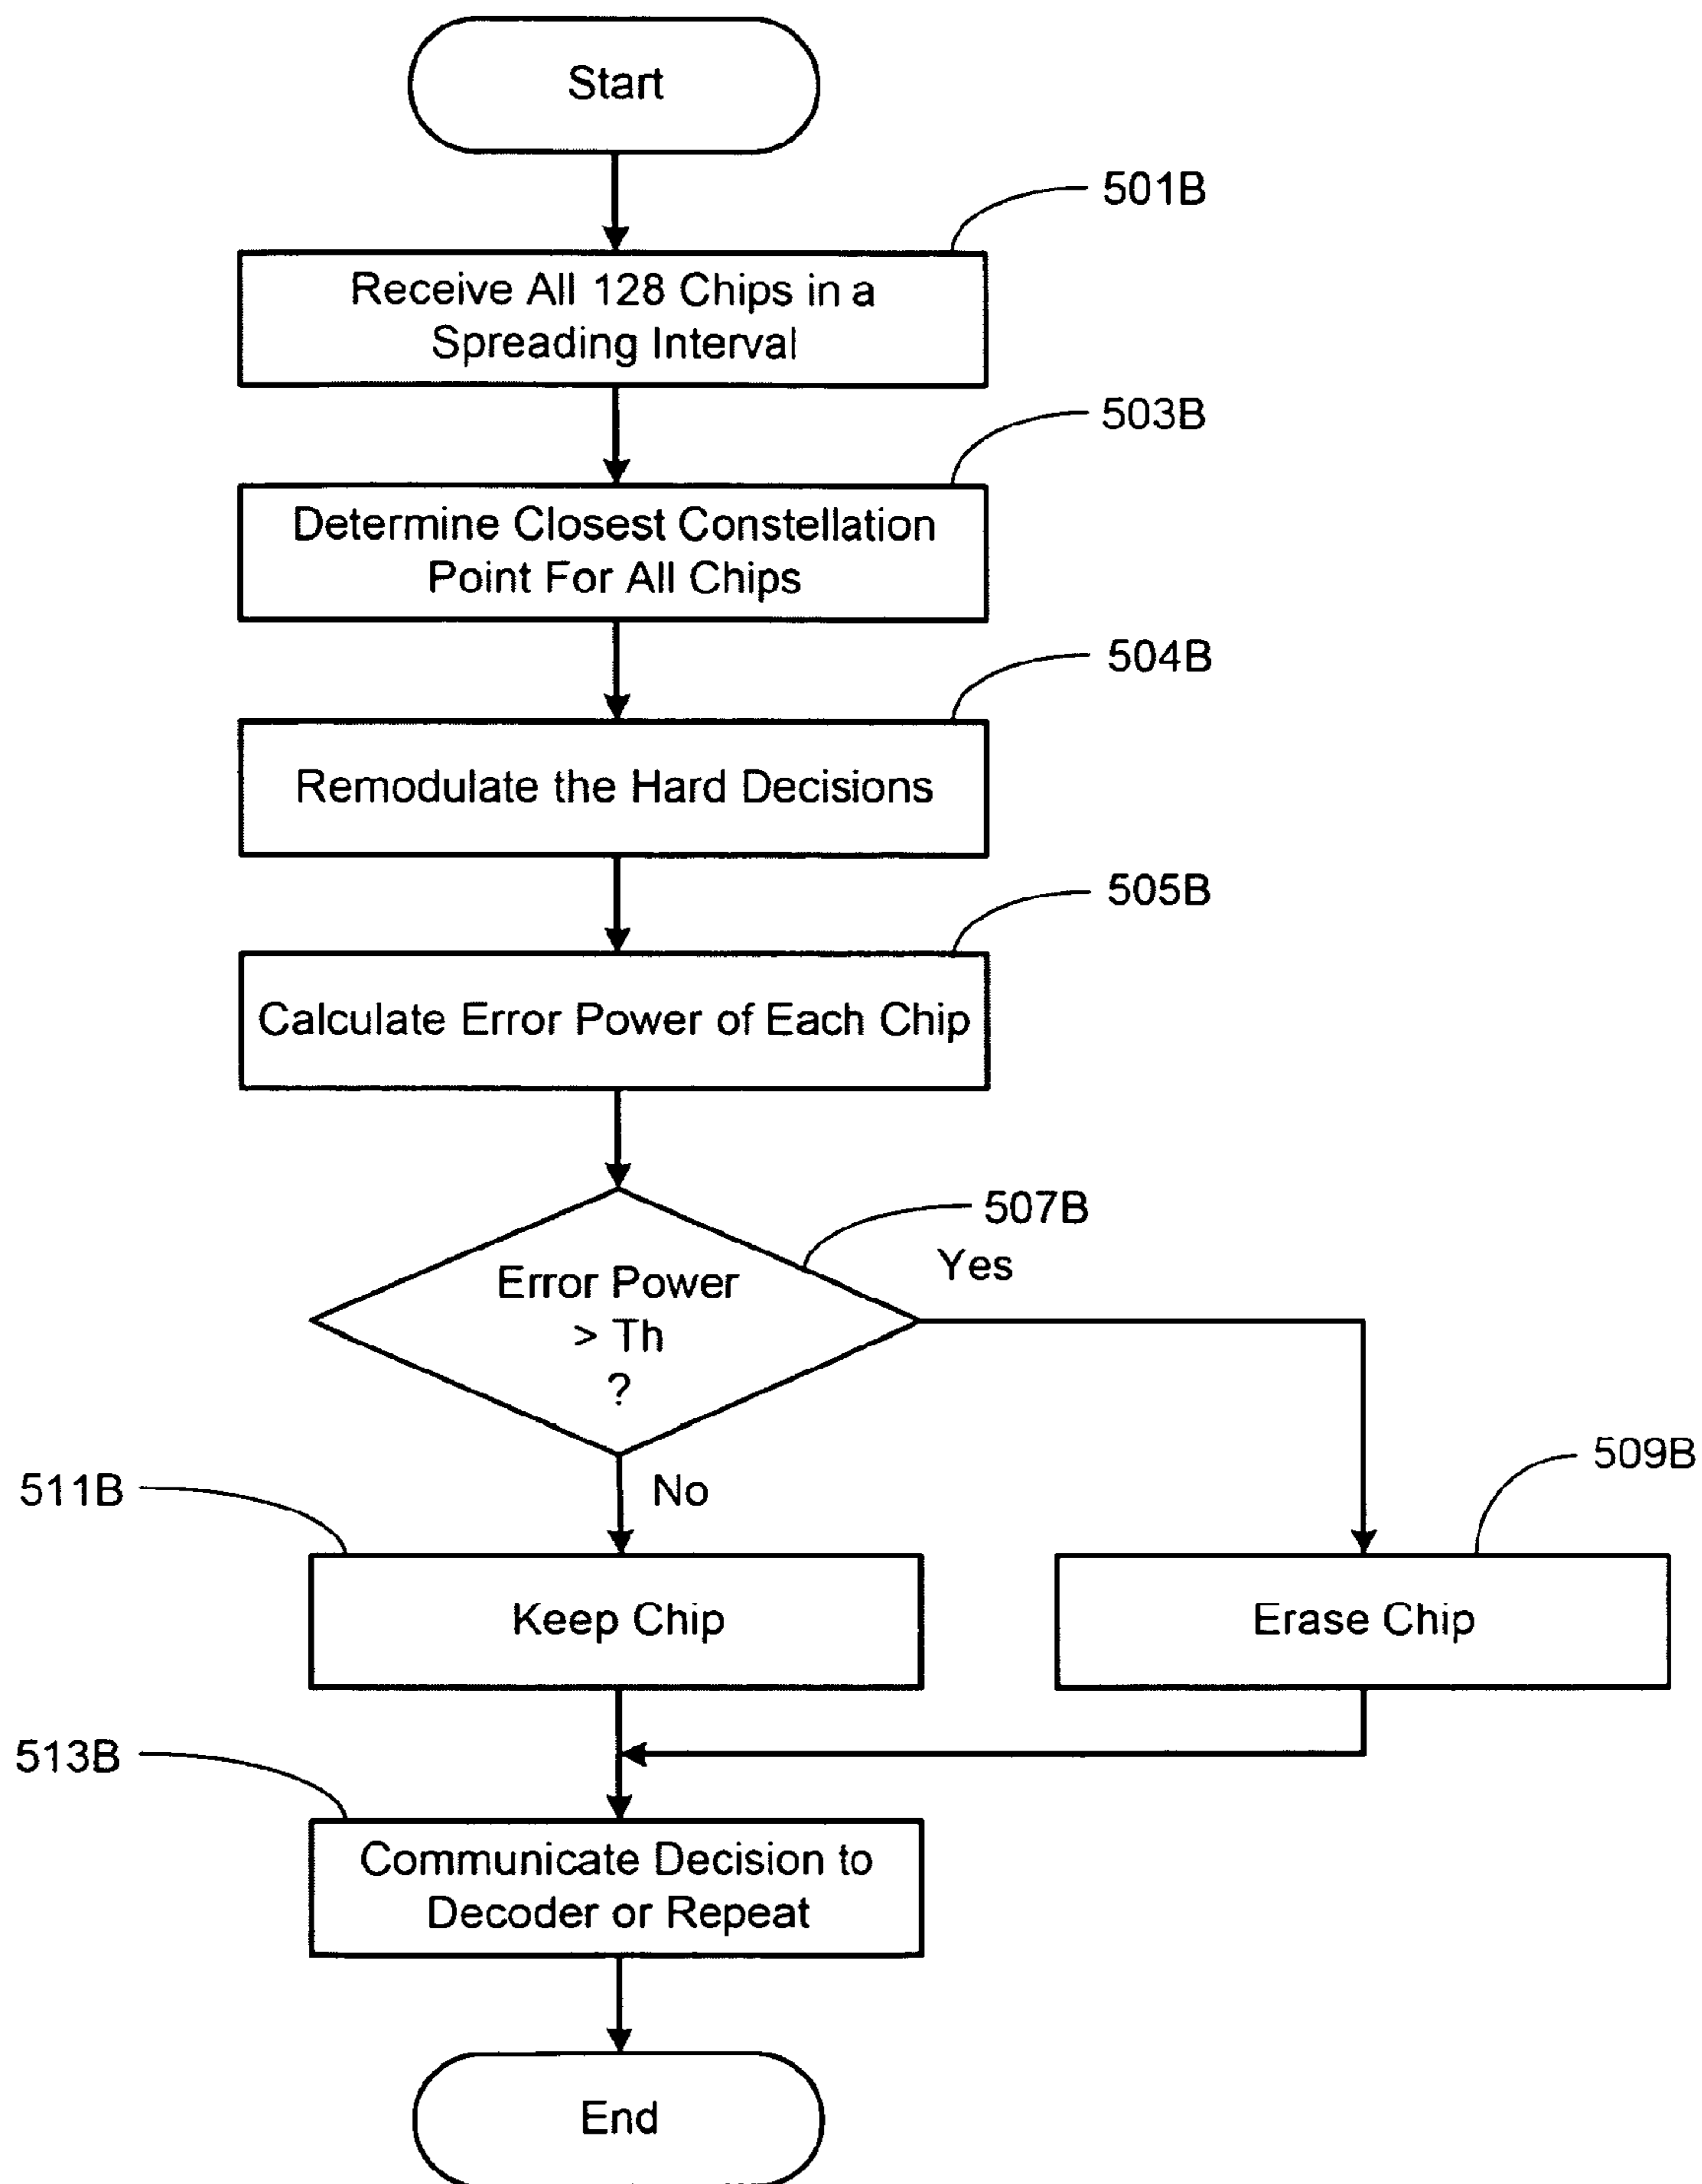 Start
501B
Receive All 128 Chips in a
Spreading Interval
503B
Determine Closest Constellation
Point For All Chips
504B
Remodulate the Hard Decisions
505B
Calculate Error Power of Each Chip
507B
Yes
Error Power
> Th
?
509B
511B
No
Keep Chip
Erase Chip
513B
Communicate Decision to
Decoder or Repeat
End